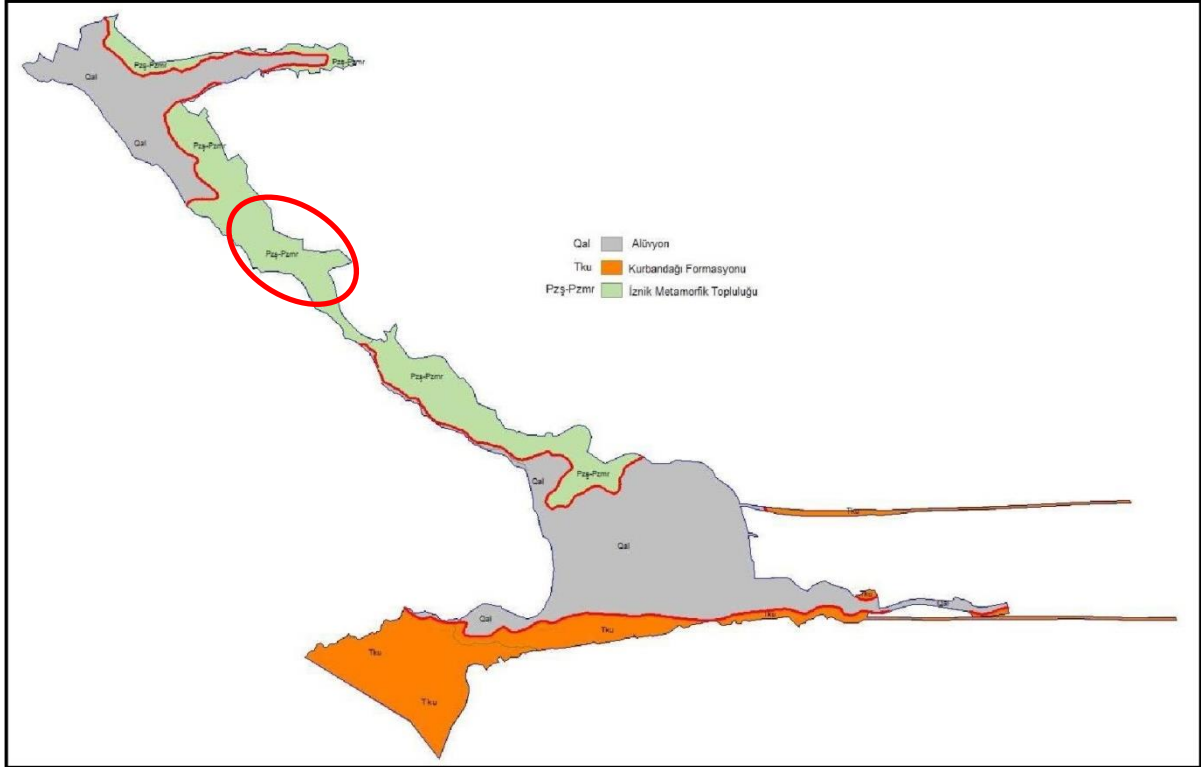 Pzş-Pzmr
Pzş-Pzmr
Qal
Qal
Pzş-Pzmr
Pzş-Pzmr
Qal Alüvyon
Tku Kurbandağı Formasyonu
Pzş-Pzmr İznik Metamorfik Topluluğu
Pzş-Pzmr
Pzş-Pzmr
Qal
Tku
Qal
Tku
Qal
Tku
Qal
Tku
Tku
Tku